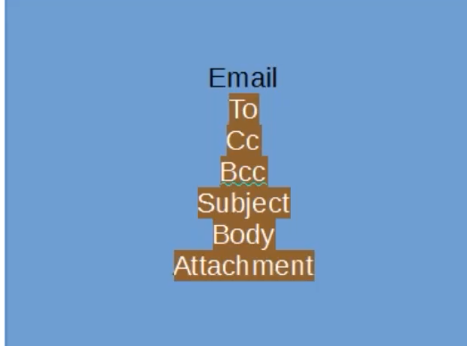 Email
To
Cc
Bcc
Subject
Body
Attachment